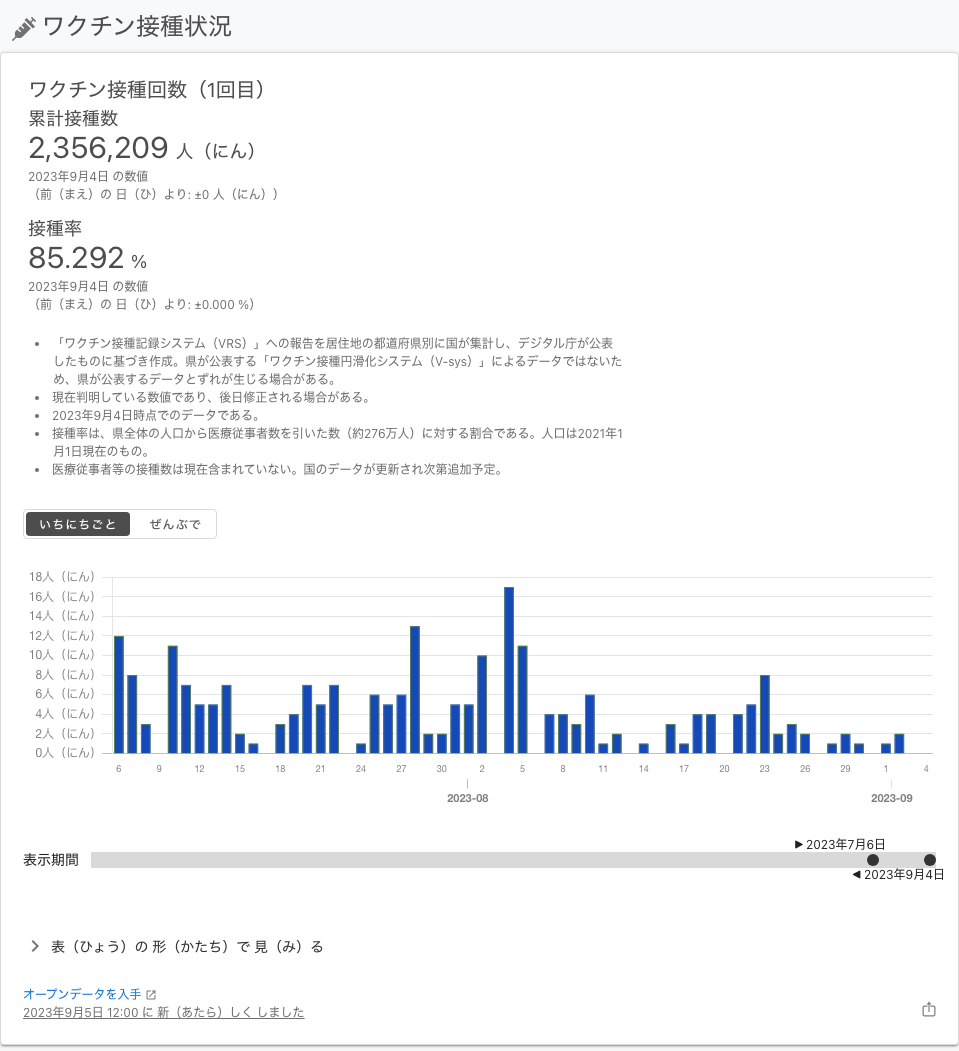 ワクチン接種状況
ワクチン接種回数（1回目）
累計接種数
2,356,209 人（にん）
2023年9月4日 の数値
（前（まえ）の 日（ひ）より: ±0 人（にん））
接種率
85.292 %
2023年9月4日 の数値
（前（まえ）の 日（ひ）より: ±0.000 %）
• 「ワクチン接種記録システム（VRS）」への報告を居住地の都道府県別に国が集計し、デジタル庁が公表
したものに基づき作成。県が公表する「ワクチン接種円滑化システム（V-sys）」によるデータではないた
め、県が公表するデータとずれが生じる場合がある。
• 現在判明している数値であり、後日修正される場合がある。
• 2023年9月4日時点でのデータである。
• 接種率は、県全体の人口から医療従事者数を引いた数（約276万人）に対する割合である。人口は2021年1
月1日現在のもの。
• 医療従事者等の接種数は現在含まれていない。国のデータが更新され次第追加予定。
いちにちごと ぜんぶで
18人（にん）
16人（にん）
14人（にん）
12人（にん）
10人（にん）
8人（にん）
6人（にん）
4人（にん）
2人（にん）
0人（にん）
6 9 12 15 18 21 24 27 30 2 5 8 11 14 17 20 23 26 29 1 4
2023-08 2023-09
▶ 2023年7月6日
表示期間
◀ 2023年9月4日
表（ひょう）の 形（かたち）で 見（み）る
オープンデータを入手
2023年9月5日 12:00 に 新（あたら）しく しました